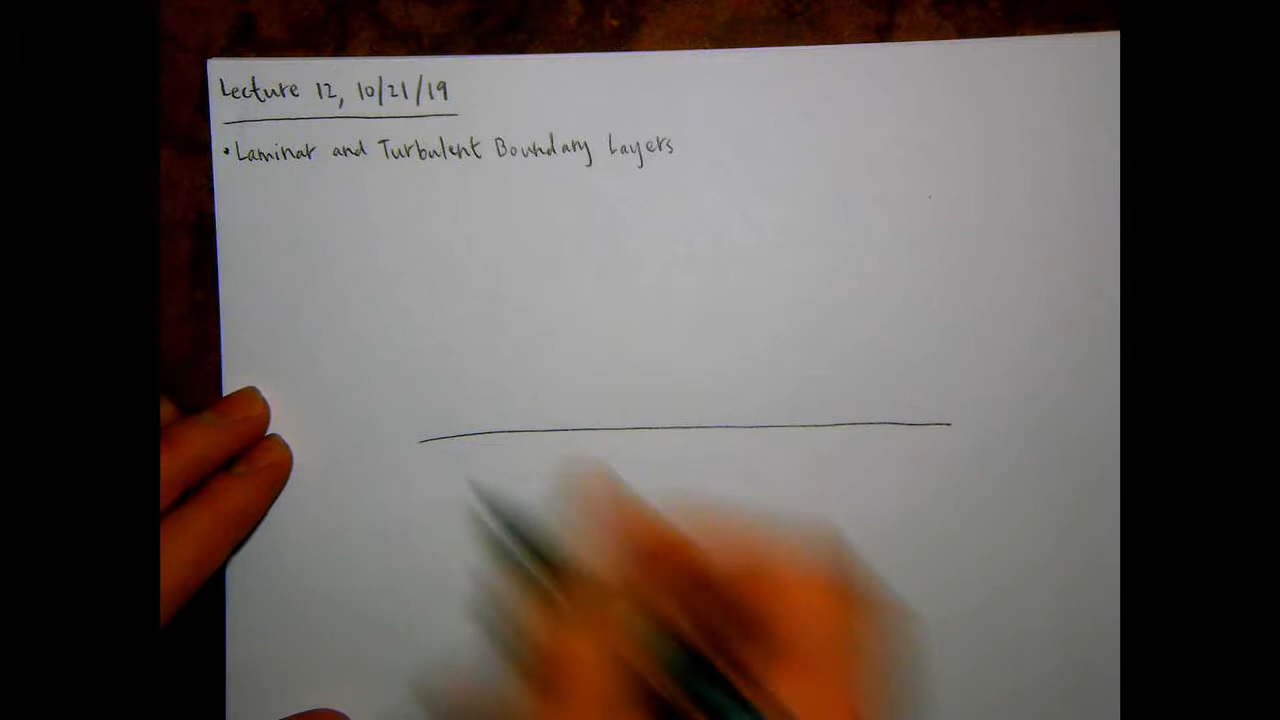 Lecture 12, 10/21/19
• Laminar and Turbulent Boundary Layers